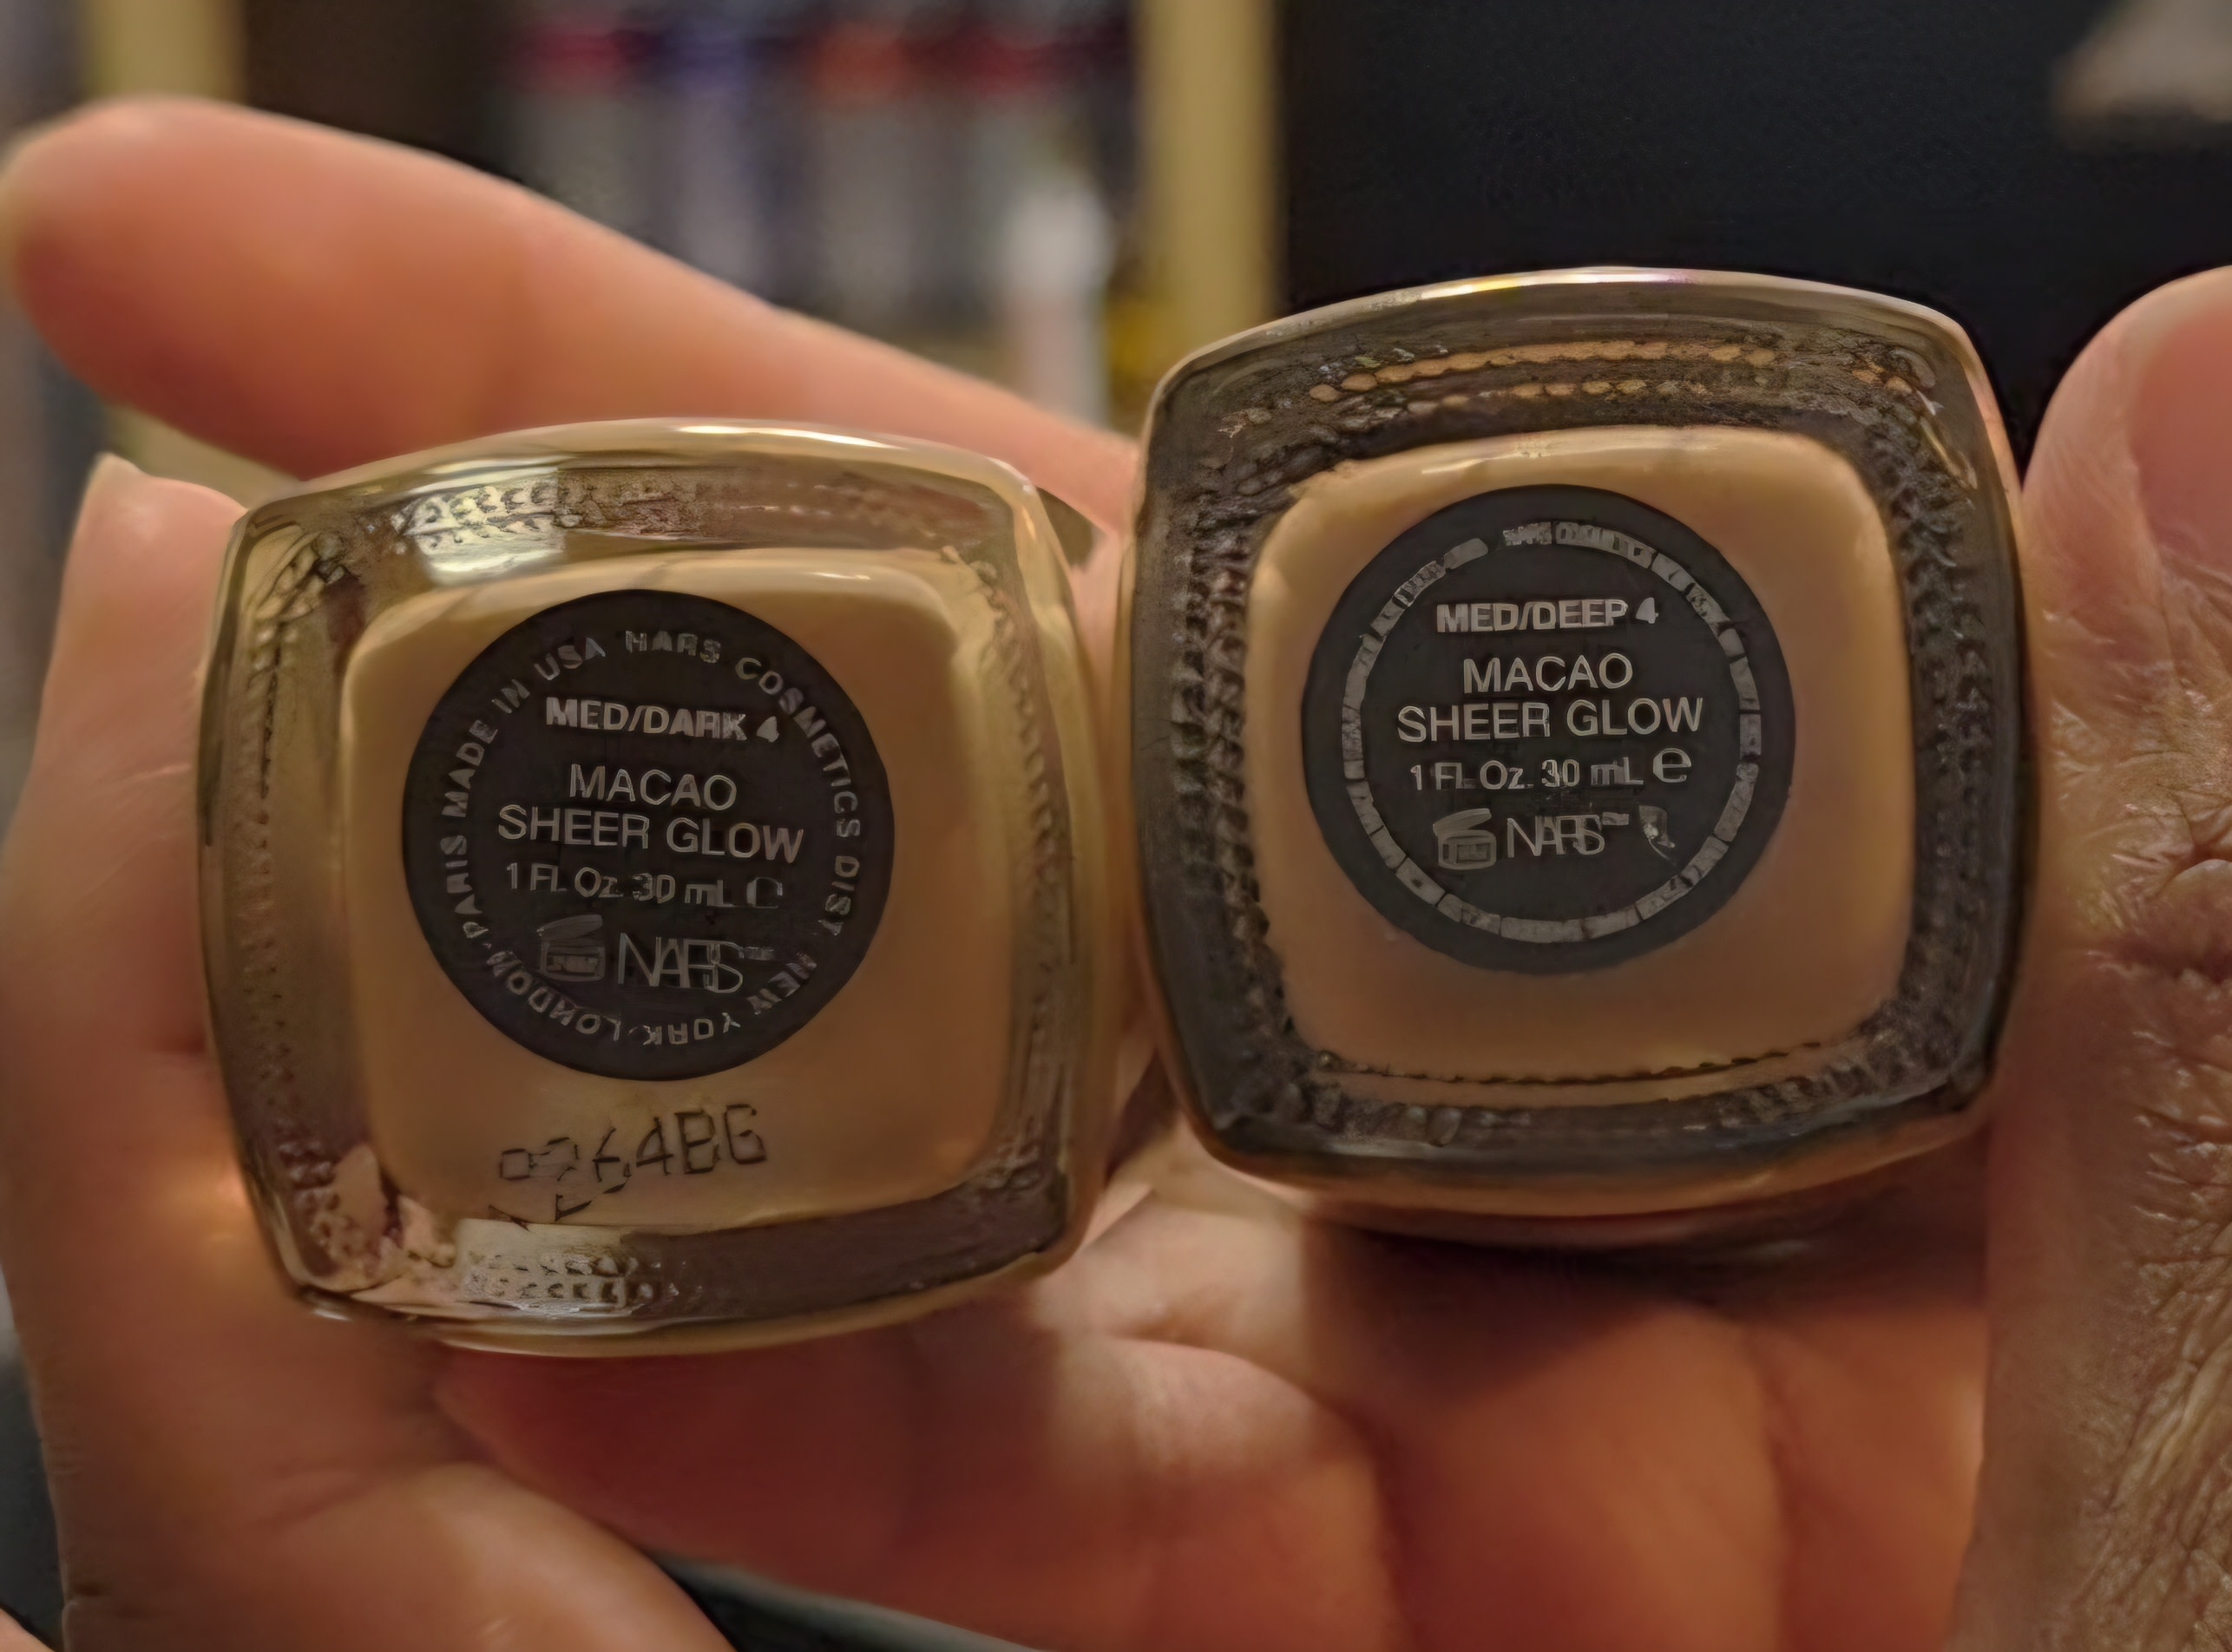 MADE IN USA NARS COSMETICS DIST NEW YORK·LONDON·PARIS
MED/DARK 4
MACAO
SHEER GLOW
1 FL Oz. 30 mL e
NARS
MED/DEEP 4
MACAO
SHEER GLOW
1 FL Oz. 30 mL e
NARS